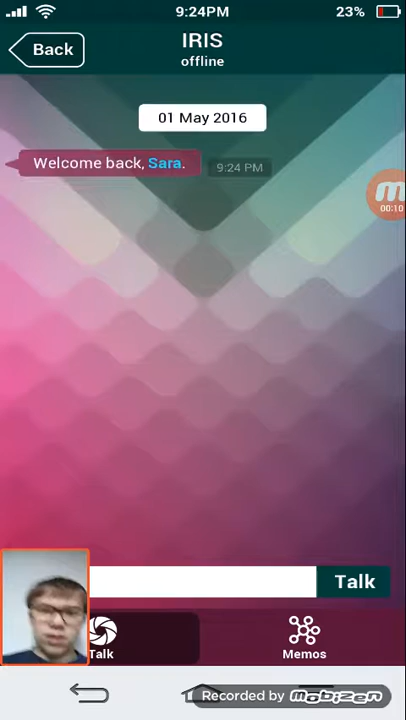 9:24PM
23%
Back
IRIS
offline
01 May 2016
Welcome back, Sara.
9:24 PM
00:10
Talk
Talk
Memos
Recorded by mobizen